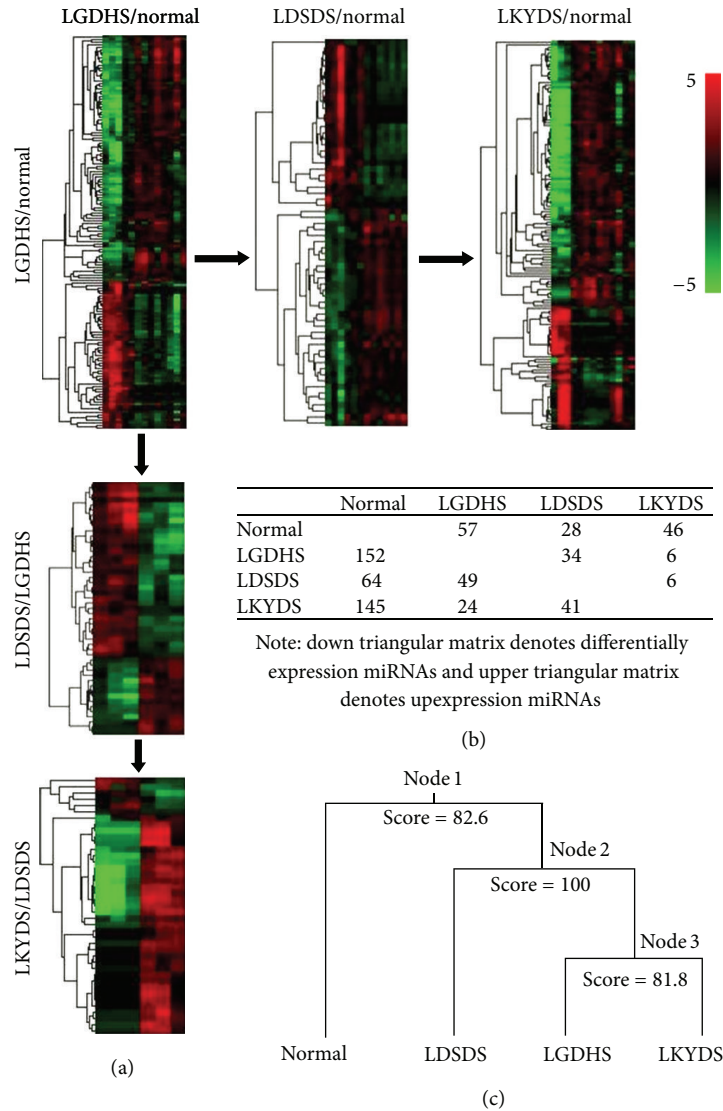 LGDHS/normal
LDSDS/normal
LKYDS/normal
LGDHS/normal
5
−5
LDSDS/LGDHS
LKYDS/LDSDS
(a)
Normal LGDHS LDSDS LKYDS
Normal 57 28 46
LGDHS 152 34 6
LDSDS 64 49 6
LKYDS 145 24 41
Note: down triangular matrix denotes differentially
expression miRNAs and upper triangular matrix
denotes upexpression miRNAs
(b)
Node 1
Score = 82.6
Node 2
Score = 100
Node 3
Score = 81.8
Normal LDSDS LGDHS LKYDS
(c)